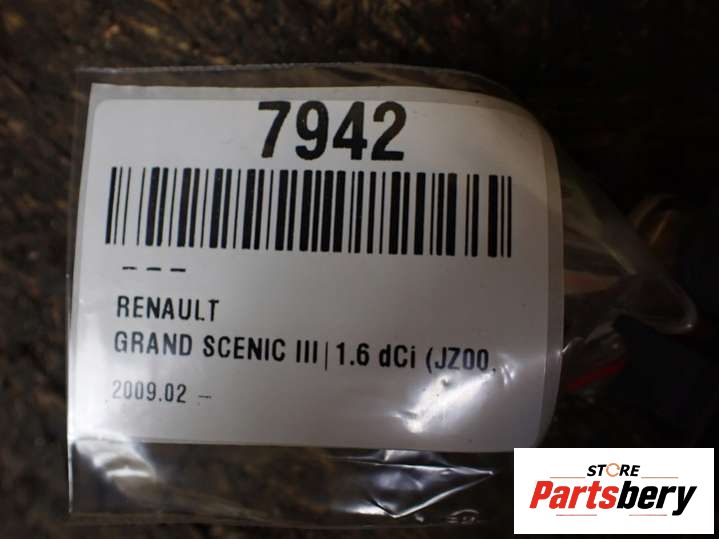 7942
– – –
RENAULT
GRAND SCENIC III | 1.6 dCi (JZ00,
2009.02 –
STORE
Partsbery